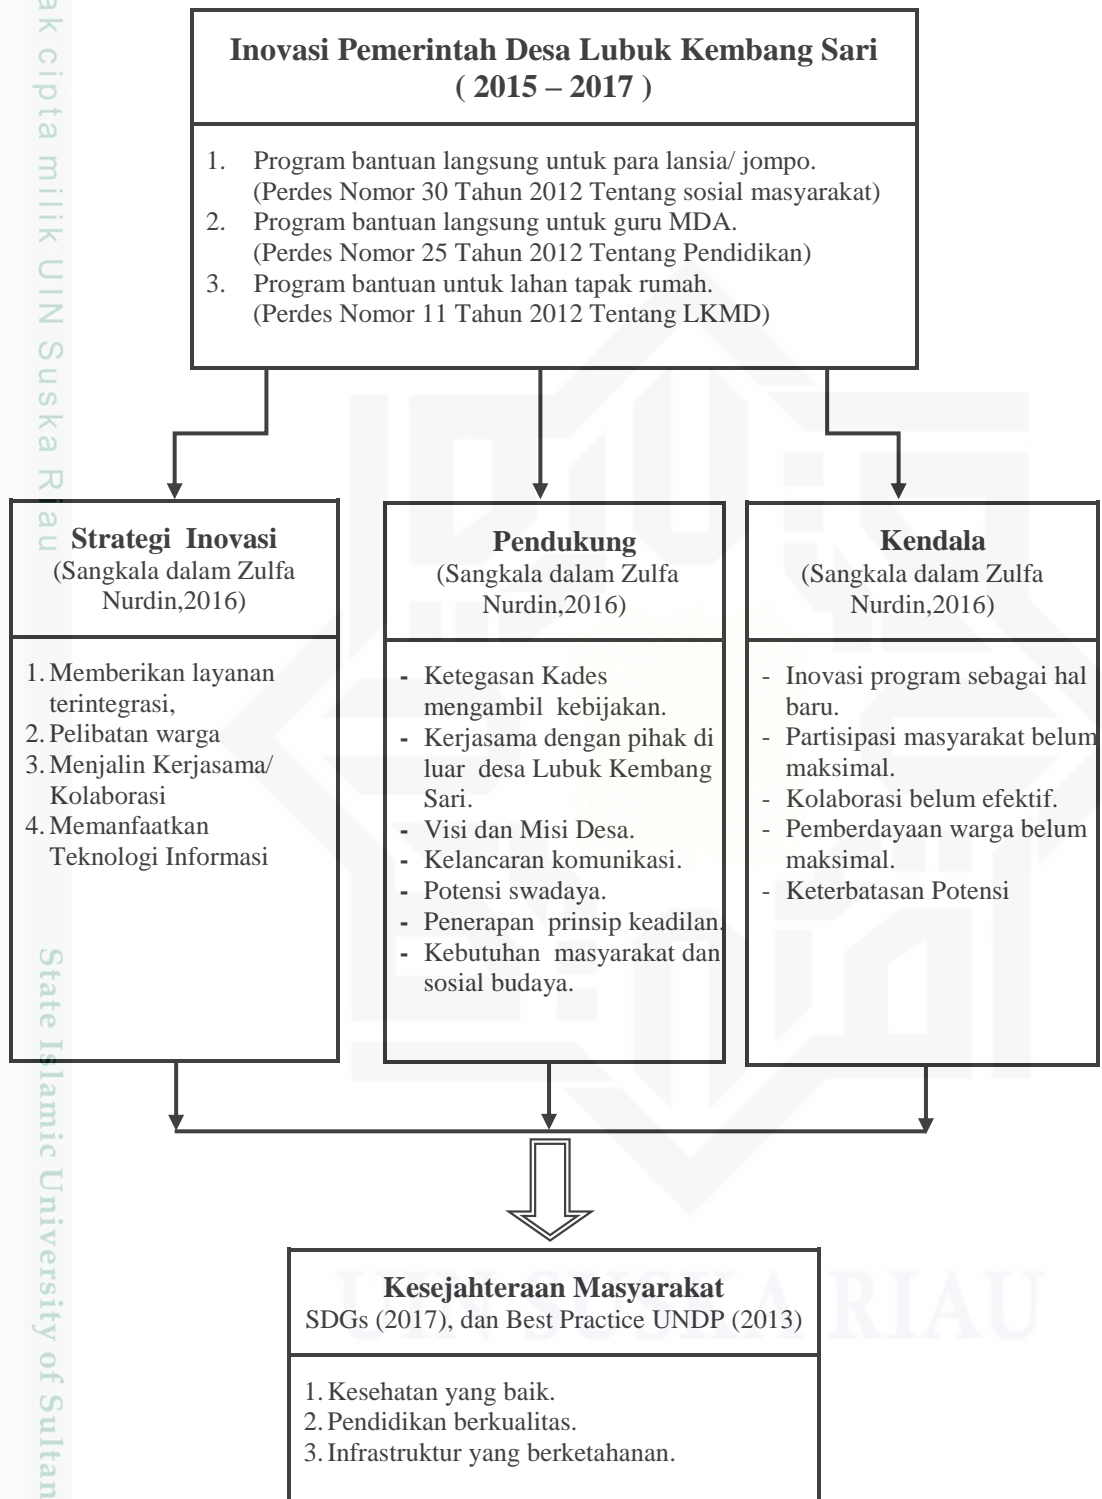 Inovasi Pemerintah Desa Lubuk Kembang Sari
( 2015 – 2017 )
1. Program bantuan langsung untuk para lansia/ jompo.
(Perdes Nomor 30 Tahun 2012 Tentang sosial masyarakat)
2. Program bantuan langsung untuk guru MDA.
(Perdes Nomor 25 Tahun 2012 Tentang Pendidikan)
3. Program bantuan untuk lahan tapak rumah.
(Perdes Nomor 11 Tahun 2012 Tentang LKMD)
Strategi Inovasi
(Sangkala dalam Zulfa
Nurdin,2016)
1. Memberikan layanan
terintegrasi,
2. Pelibatan warga
3. Menjalin Kerjasama/
Kolaborasi
4. Memanfaatkan
Teknologi Informasi
Pendukung
(Sangkala dalam Zulfa
Nurdin,2016)
- Ketegasan Kades
mengambil kebijakan.
- Kerjasama dengan pihak di
luar desa Lubuk Kembang
Sari.
- Visi dan Misi Desa.
- Kelancaran komunikasi.
- Potensi swadaya.
- Penerapan prinsip keadilan.
- Kebutuhan masyarakat dan
sosial budaya.
Kendala
(Sangkala dalam Zulfa
Nurdin,2016)
- Inovasi program sebagai hal
baru.
- Partisipasi masyarakat belum
maksimal.
- Kolaborasi belum efektif.
- Pemberdayaan warga belum
maksimal.
- Keterbatasan Potensi
Kesejahteraan Masyarakat
SDGs (2017), dan Best Practice UNDP (2013)
1. Kesehatan yang baik.
2. Pendidikan berkualitas.
3. Infrastruktur yang berketahanan.
ak cipta milik UIN Suska Riau
State Islamic University of Sultan
UIN SUSKA RIAU